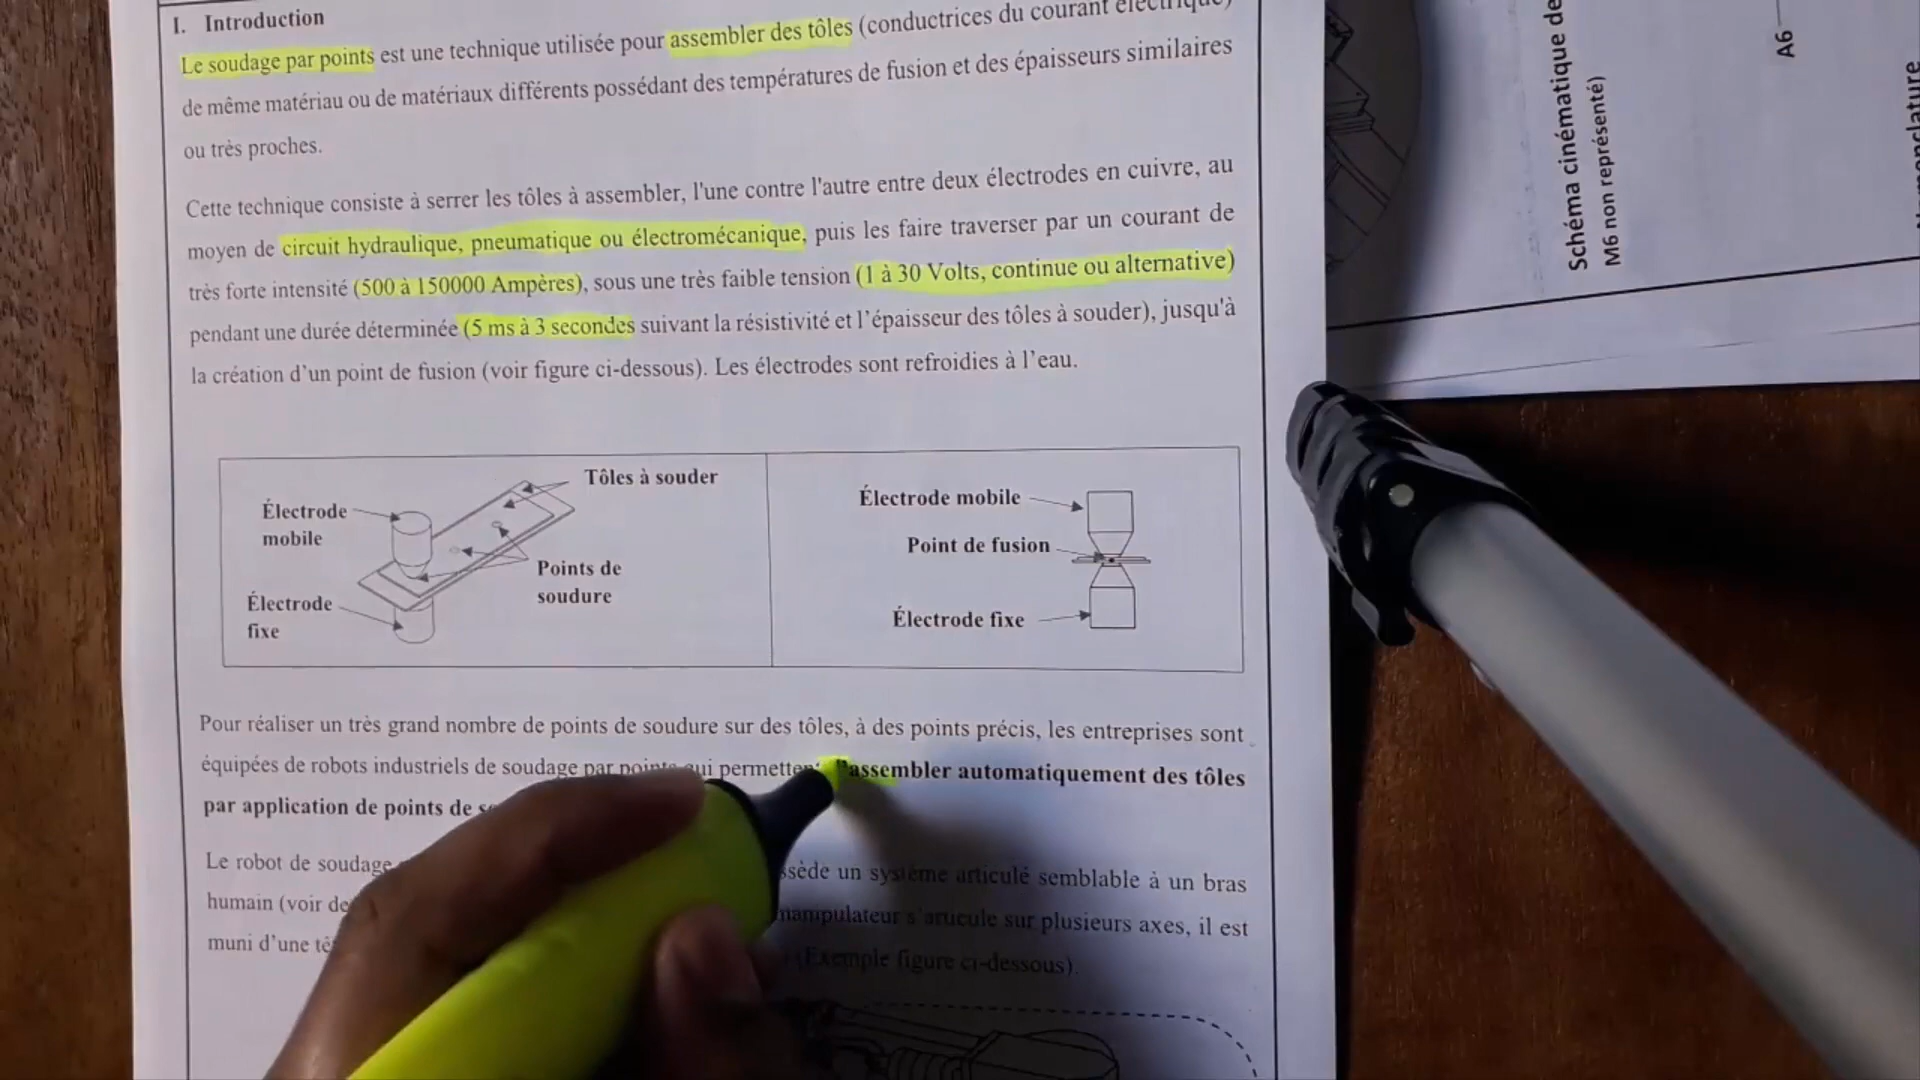 I. Introduction
Le soudage par points est une technique utilisée pour assembler des tôles (conductrices du courant électrique)
de même matériau ou de matériaux différents possédant des températures de fusion et des épaisseurs similaires
ou très proches.
Cette technique consiste à serrer les tôles à assembler, l'une contre l'autre entre deux électrodes en cuivre, au
moyen de circuit hydraulique, pneumatique ou électromécanique, puis les faire traverser par un courant de
très forte intensité (500 à 150000 Ampères), sous une très faible tension (1 à 30 Volts, continue ou alternative)
pendant une durée déterminée (5 ms à 3 secondes suivant la résistivité et l'épaisseur des tôles à souder), jusqu'à
la création d'un point de fusion (voir figure ci-dessous). Les électrodes sont refroidies à l'eau.
Tôles à souder
Électrode
mobile
Points de
soudure
Électrode
fixe
Électrode mobile
Point de fusion
Électrode fixe
Pour réaliser un très grand nombre de points de soudure sur des tôles, à des points précis, les entreprises sont
équipées de robots industriels de soudage par points qui permettent d'assembler automatiquement des tôles
par application de points de
Le robot de soudage
système articulé semblable à un bras
humain (voir
manipulateur s'articule sur plusieurs axes, il est
muni d'une
(Exemple figure ci-dessous).
Schéma cinématique de
M6 non représenté)
A6